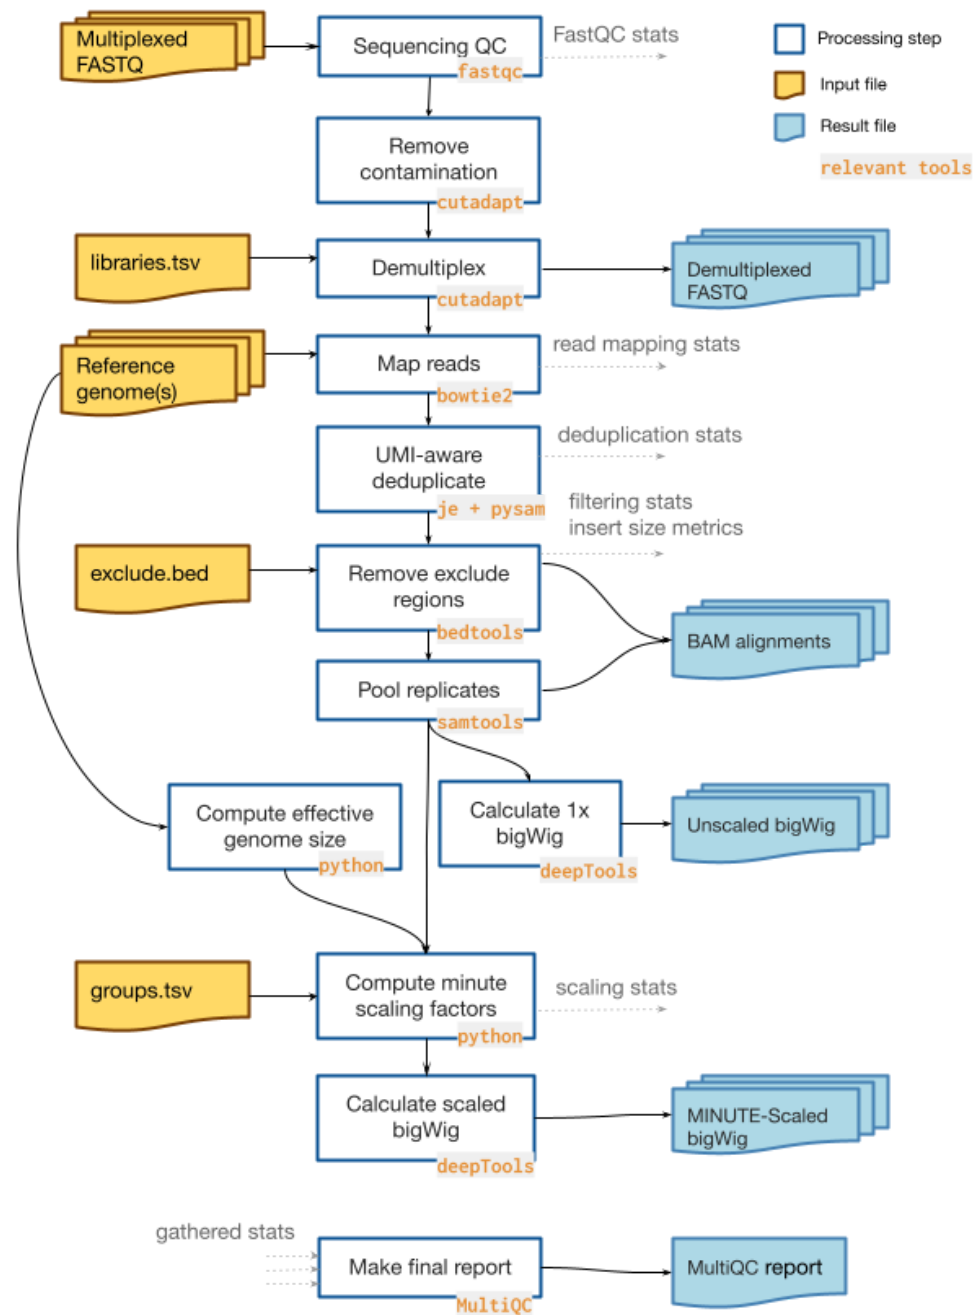 Multiplexed
FASTQ
Sequencing QC
fastqc
FastQC stats
Processing step
Input file
Result file
relevant tools
Remove
contamination
cutadapt
libraries.tsv
Demultiplex
cutadapt
Demultiplexed
FASTQ
Reference
genome(s)
Map reads
bowtie2
read mapping stats
UMI-aware
deduplicate
je + pysam
deduplication stats
filtering stats
insert size metrics
exclude.bed
Remove exclude
regions
bedtools
BAM alignments
Pool replicates
samtools
Compute effective
genome size
python
Calculate 1x
bigWig
deepTools
Unscaled bigWig
groups.tsv
Compute minute
scaling factors
python
scaling stats
Calculate scaled
bigWig
deepTools
MINUTE-Scaled
bigWig
gathered stats
Make final report
MultiQC
MultiQC report